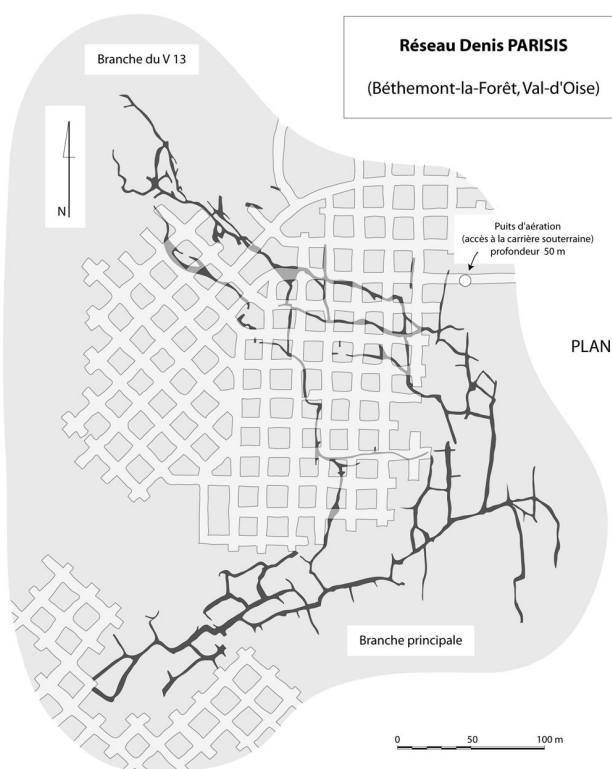 Réseau Denis PARISIS
(Béthemont-la-Forêt, Val-d'Oise)
Branche du V 13
N
Puits d'aération
(accès à la carrière souterraine)
profondeur 50 m
PLAN
Branche principale
0 50 100 m